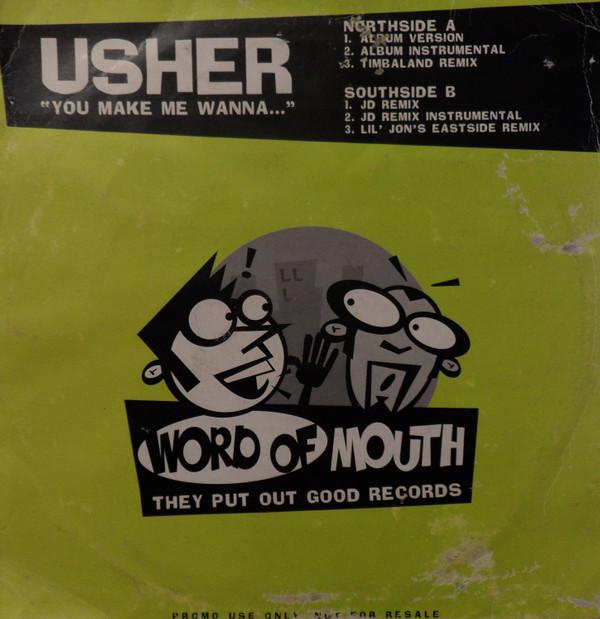 USHER
"YOU MAKE ME WANNA..."
NORTHSIDE A
1. ALBUM VERSION
2. ALBUM INSTRUMENTAL
3. TIMBALAND REMIX
SOUTHSIDE B
1. JD REMIX
2. JD REMIX INSTRUMENTAL
3. LIL' JON'S EASTSIDE REMIX
!
LL
L
WORD OF MOUTH
THEY PUT OUT GOOD RECORDS
PROMO USE ONLY NOT FOR RESALE